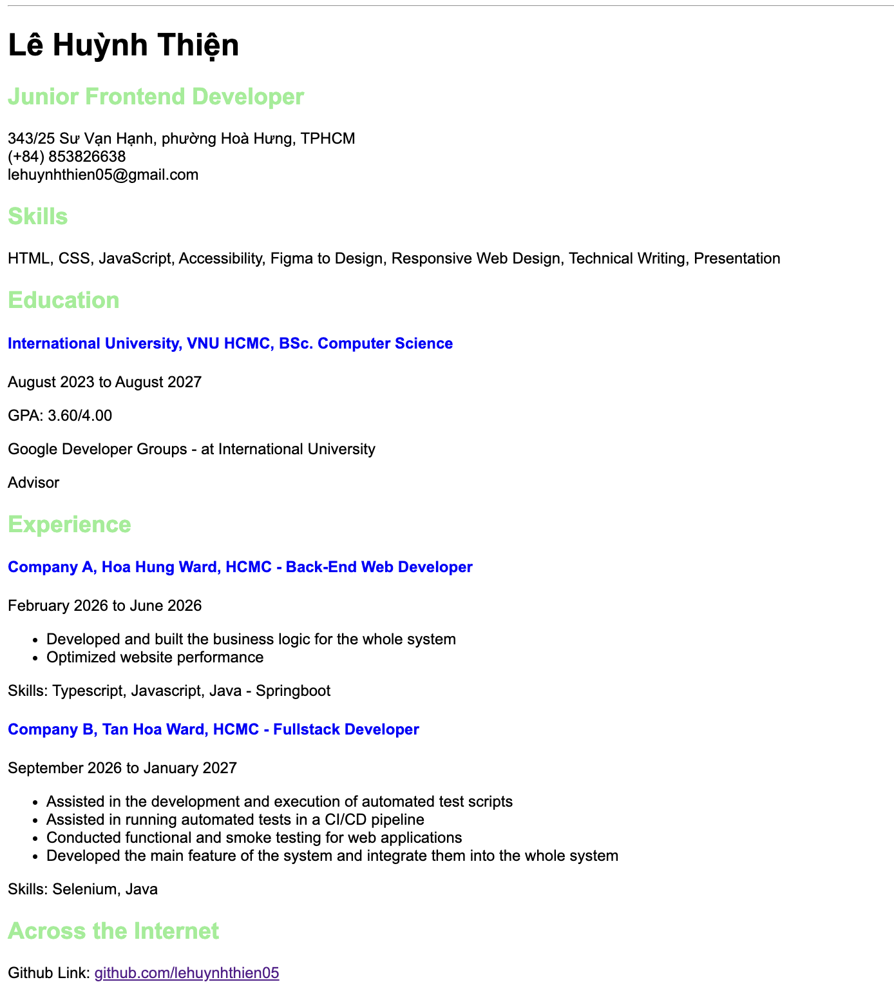 Lê Huỳnh Thiện
Junior Frontend Developer
343/25 Sư Vạn Hạnh, phường Hoà Hưng, TPHCM
(+84) 853826638
lehuynhthien05@gmail.com
Skills
HTML, CSS, JavaScript, Accessibility, Figma to Design, Responsive Web Design, Technical Writing, Presentation
Education
International University, VNU HCMC, BSc. Computer Science
August 2023 to August 2027
GPA: 3.60/4.00
Google Developer Groups - at International University
Advisor
Experience
Company A, Hoa Hung Ward, HCMC - Back-End Web Developer
February 2026 to June 2026
• Developed and built the business logic for the whole system
• Optimized website performance
Skills: Typescript, Javascript, Java - Springboot
Company B, Tan Hoa Ward, HCMC - Fullstack Developer
September 2026 to January 2027
• Assisted in the development and execution of automated test scripts
• Assisted in running automated tests in a CI/CD pipeline
• Conducted functional and smoke testing for web applications
• Developed the main feature of the system and integrate them into the whole system
Skills: Selenium, Java
Across the Internet
Github Link: github.com/lehuynhthien05